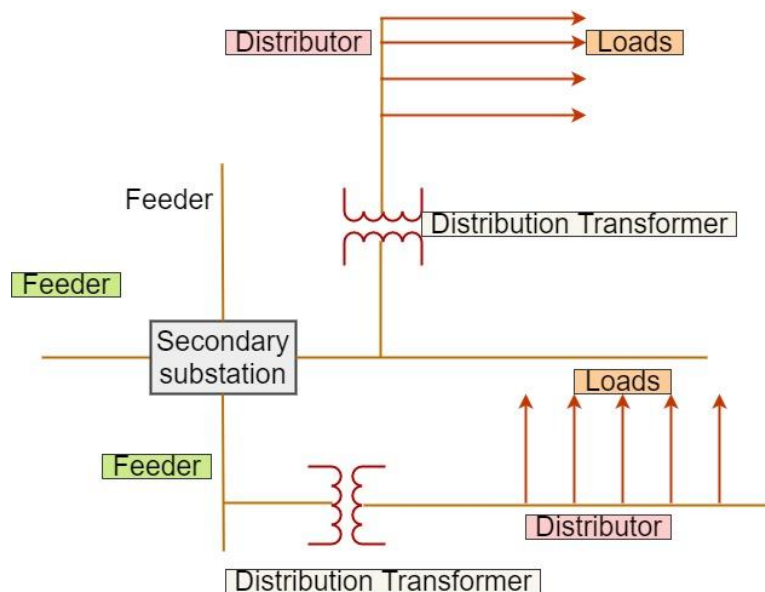 Distributor
Loads
Feeder
Distribution Transformer
Feeder
Secondary
substation
Loads
Feeder
Distributor
Distribution Transformer